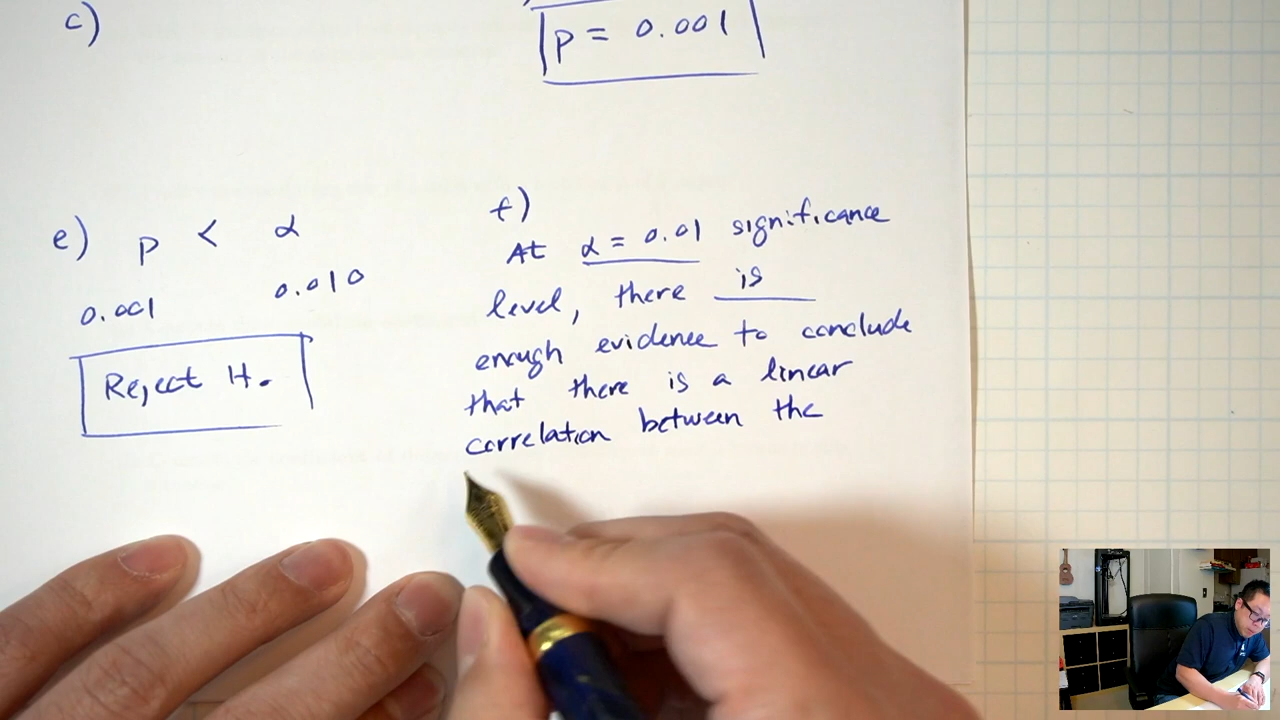 c)
p = 0.001
e) p < α
0.001 0.010
Reject H₀
f)
At α = 0.01 significance
level, there is
enough evidence to conclude
that there is a linear
correlation between the